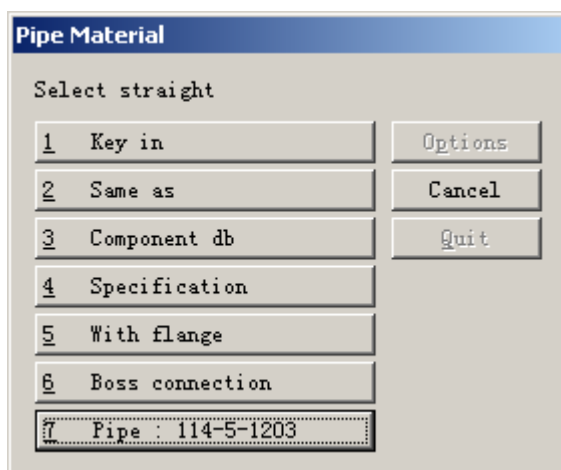 Pipe Material
Select straight
1 Key in
Options
2 Same as
Cancel
3 Component db
Quit
4 Specification
5 With flange
6 Boss connection
7 Pipe : 114-5-1203